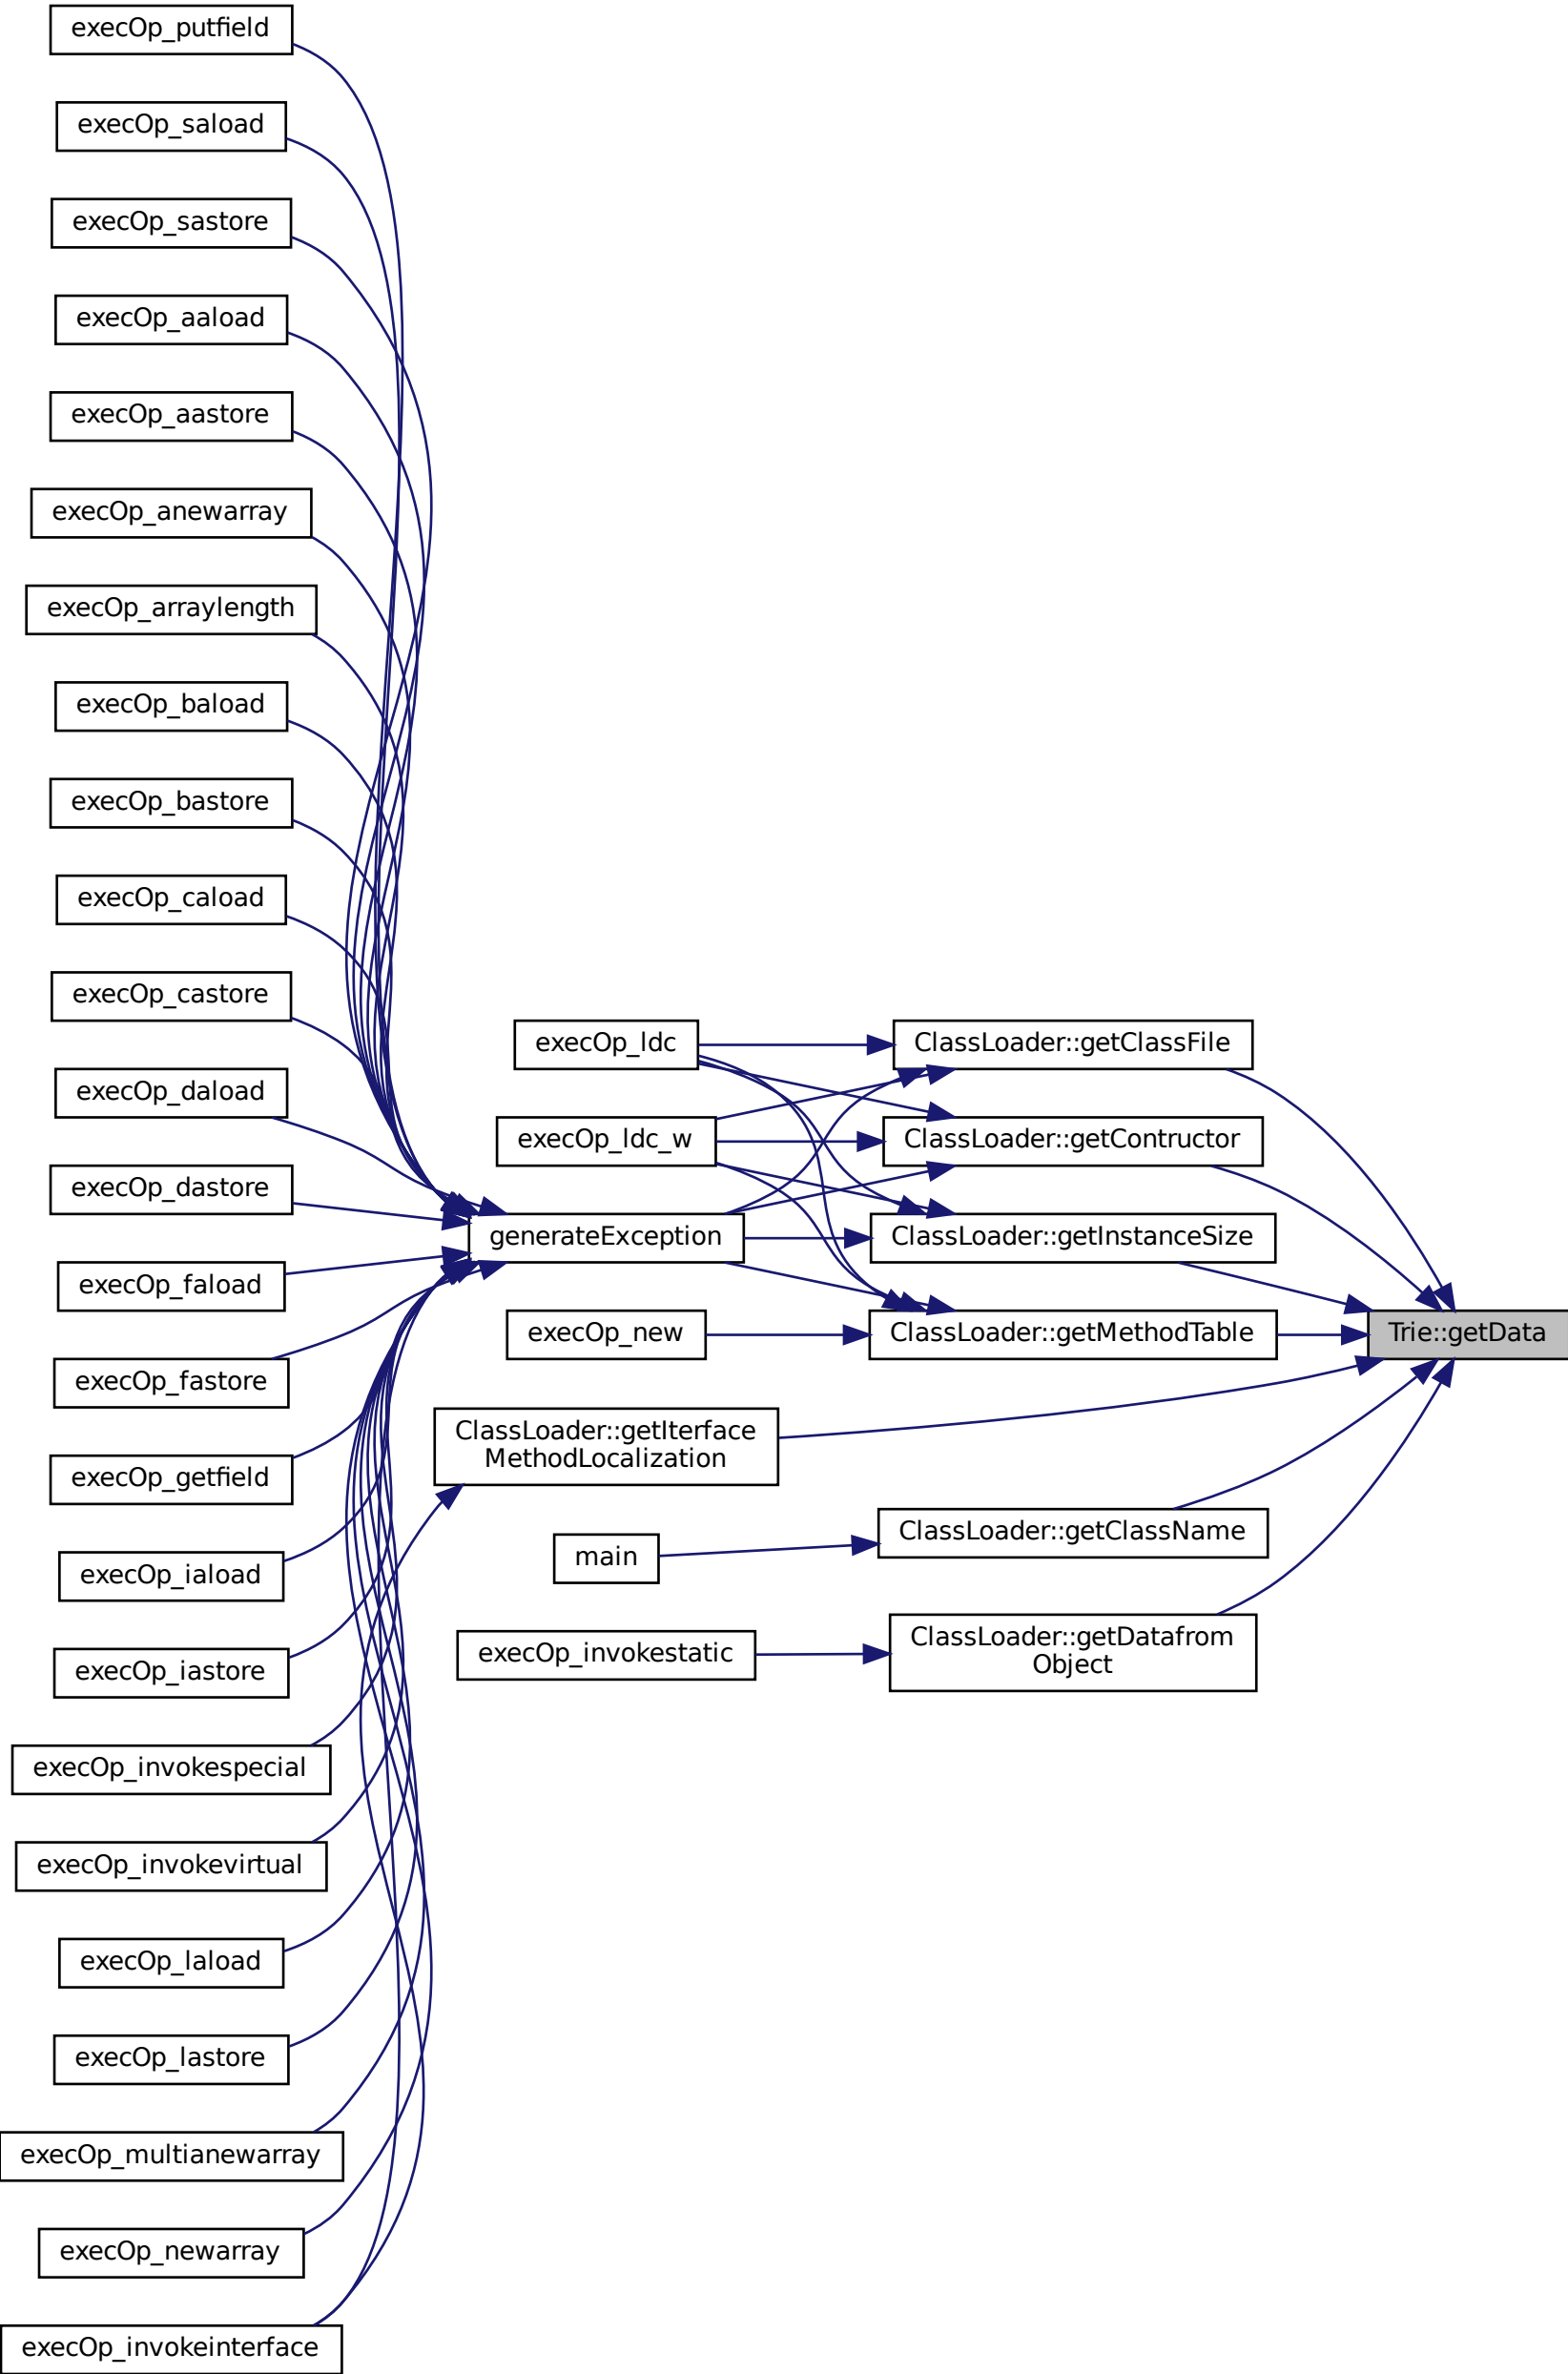 execOp_putfield
execOp_saload
execOp_sastore
execOp_aaload
execOp_aastore
execOp_anewarray
execOp_arraylength
execOp_baload
execOp_bastore
execOp_caload
execOp_castore
execOp_daload
execOp_dastore
execOp_faload
execOp_fastore
execOp_getfield
execOp_iaload
execOp_iastore
execOp_invokespecial
execOp_invokevirtual
execOp_laload
execOp_lastore
execOp_multianewarray
execOp_newarray
execOp_invokeinterface
execOp_ldc
execOp_ldc_w
generateException
execOp_new
ClassLoader::getIterface
MethodLocalization
main
execOp_invokestatic
ClassLoader::getClassFile
ClassLoader::getContructor
ClassLoader::getInstanceSize
ClassLoader::getMethodTable
ClassLoader::getClassName
ClassLoader::getDatafrom
Object
Trie::getData